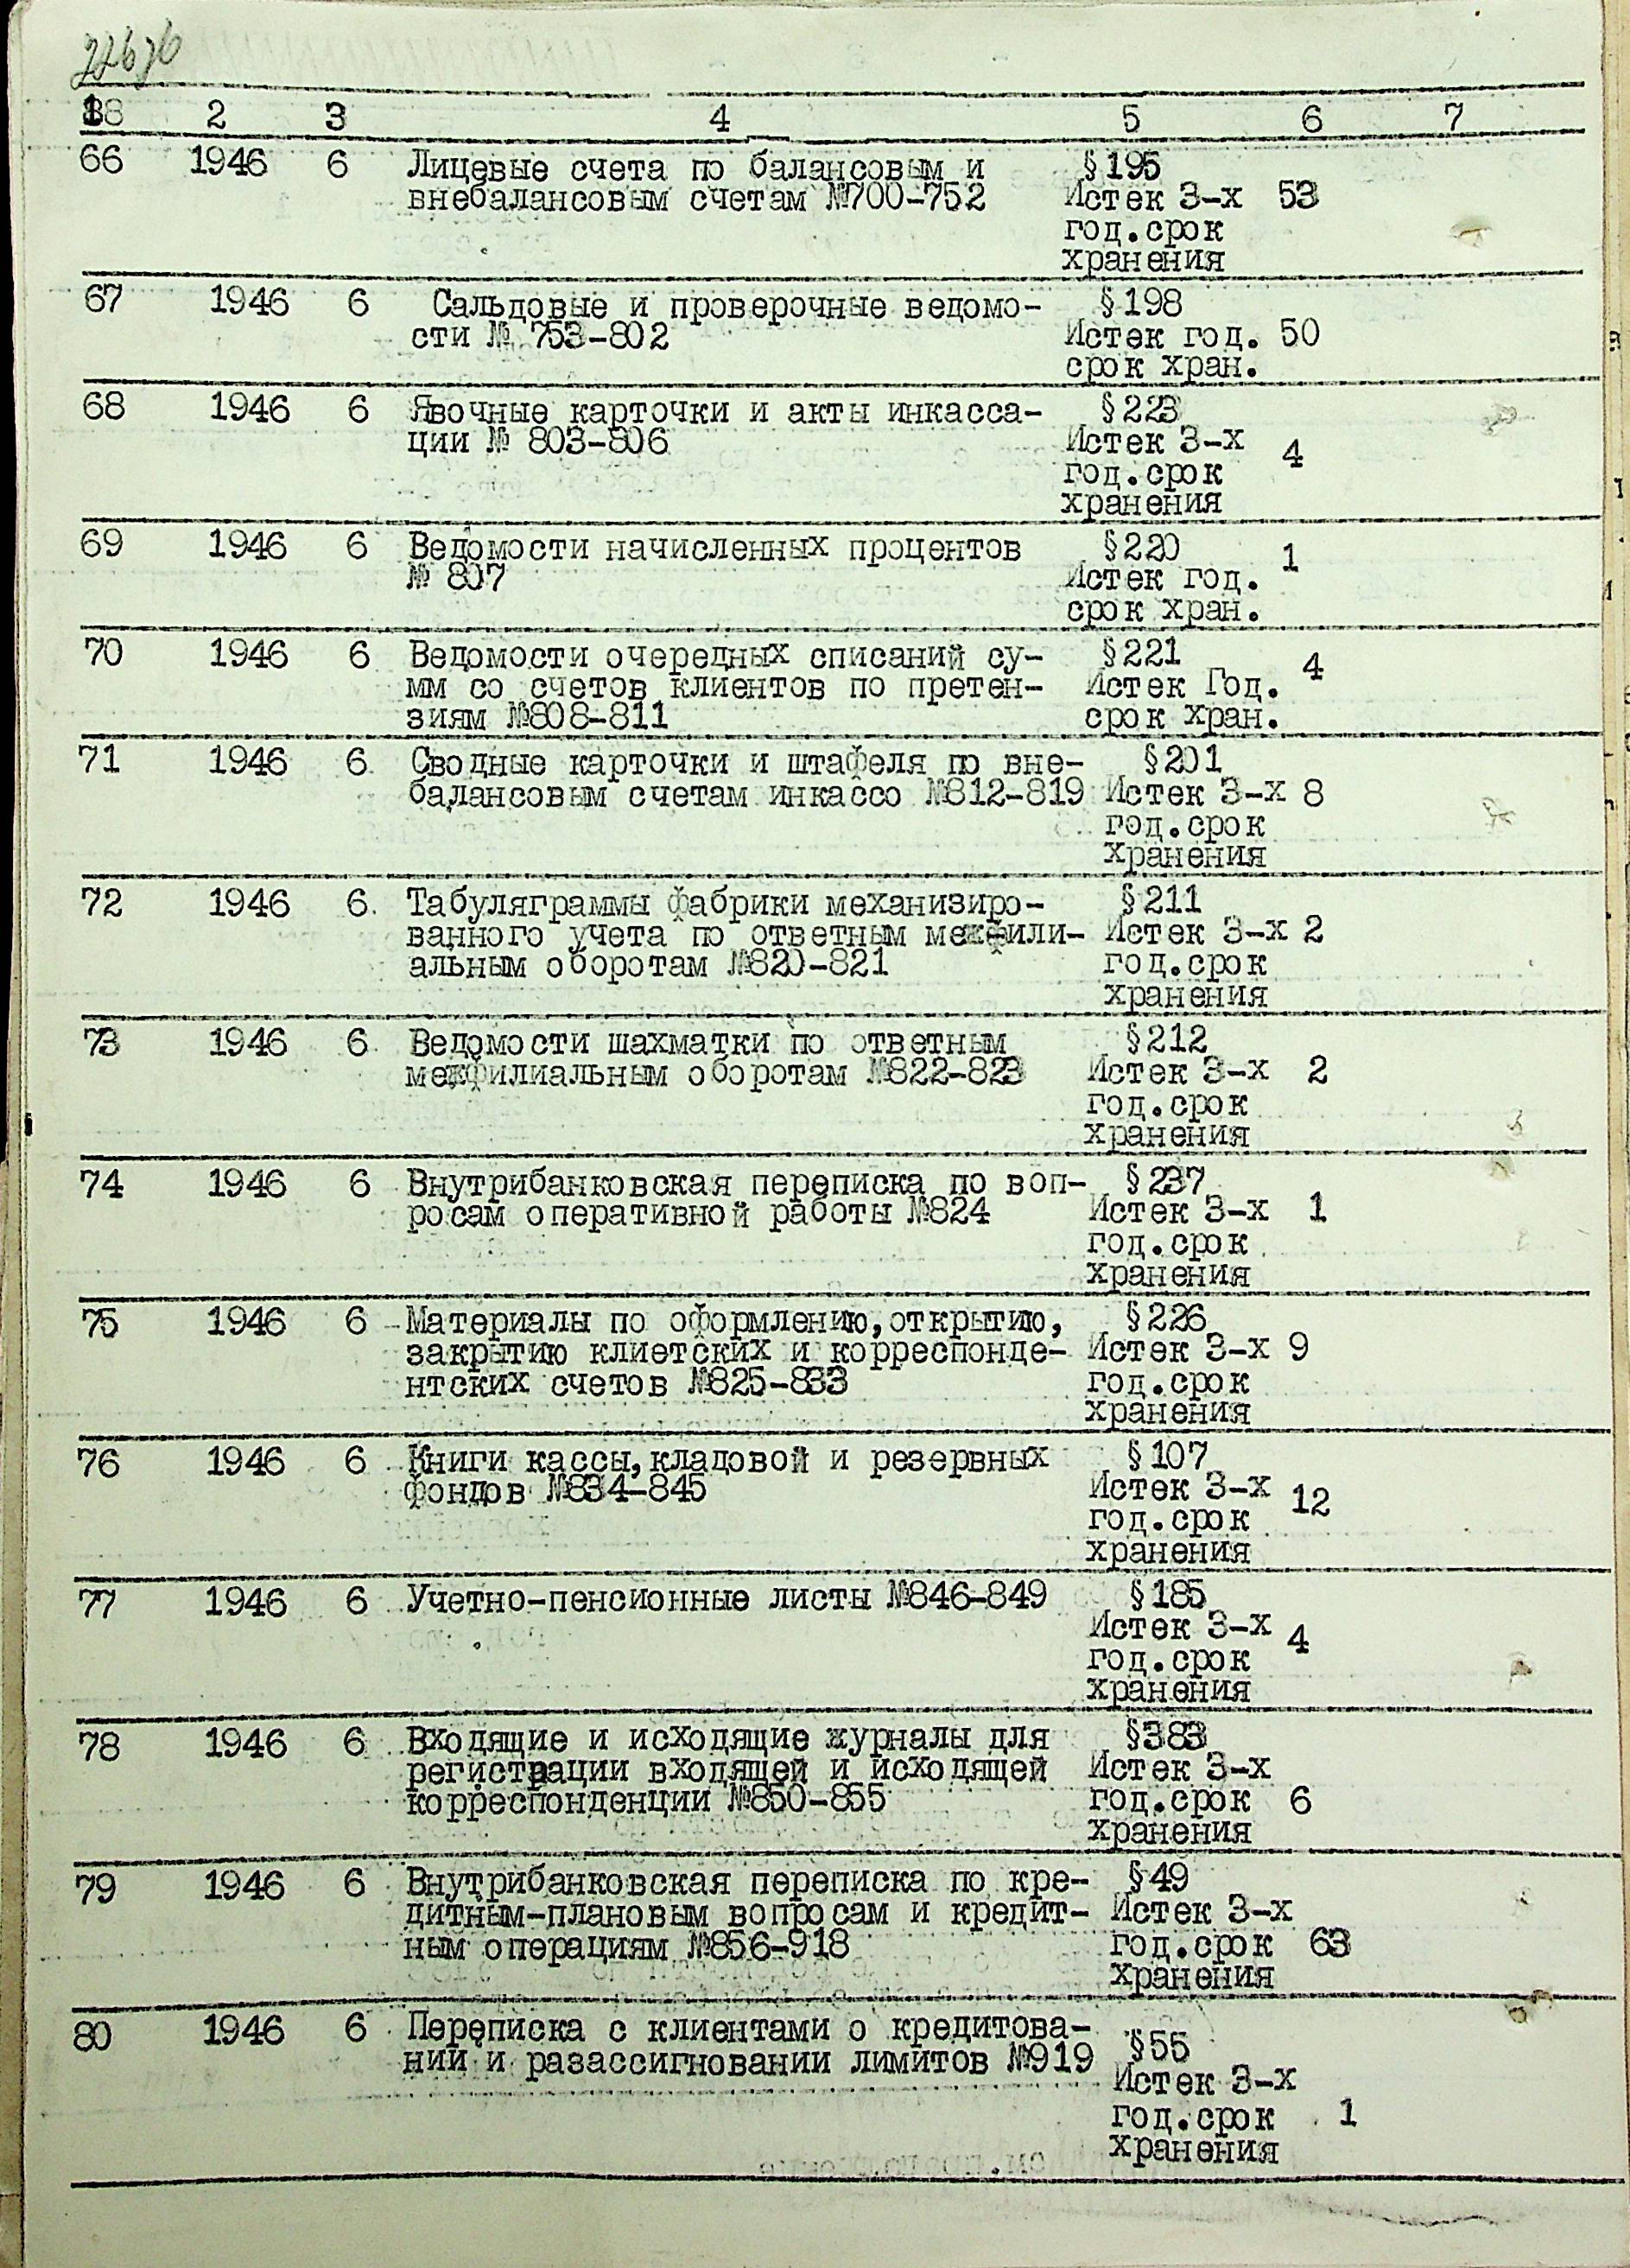 1 2 3 4 5 6 7
66 1946 6 Лицевые счета по балансовым и § 195
внебалансовым счетам №700-752 Истек 3-х 53
год.срок
хранения
67 1946 6 Сальдовые и проверочные ведомо- § 198
сти № 753-802 Истек год. 50
срок хран.
68 1946 6 Явочные карточки и акты инкасса- § 223
ции № 803-806 Истек 3-х 4
год.срок
хранения
69 1946 6 Ведомости начисленных процентов § 220 1
№ 807 Истек год.
срок хран.
70 1946 6 Ведомости очередных списаний су- § 221 4
мм со счетов клиентов по претен- Истек Год.
зиям №808-811 срок хран.
71 1946 6 Сводные карточки и штафеля по вне- § 201
балансовым счетам инкассо №812-819 Истек 3-х 8
год.срок
хранения
72 1946 6 Табуляграммы фабрики механизиро- § 211
ванного учета по ответным межфили- Истек 3-х 2
альным оборотам №820-821 год.срок
хранения
73 1946 6 Ведомости шахматки по ответным § 212
межфилиальным оборотам №822-823 Истек 3-х 2
год.срок
хранения
74 1946 6 Внутрибанковская переписка по воп- § 237
росам оперативной работы №824 Истек 3-х 1
год.срок
хранения
75 1946 6 Материалы по оформлению,открытию, § 226
закрытию клиетских и корреспонде- Истек 3-х 9
нтских счетов №825-833 год.срок
хранения
76 1946 6 Книги кассы,кладовой и резервных § 107
фондов №834-845 Истек 3-х 12
год.срок
хранения
77 1946 6 Учетно-пенсионные листы №846-849 § 185
Истек 3-х 4
год.срок
хранения
78 1946 6 Входящие и исходящие журналы для §383
регистрации входящей и исходящей Истек 3-х
корреспонденции №850-855 год.срок 6
хранения
79 1946 6 Внутрибанковская переписка по кре- § 49
дитным-плановым вопросам и кредит- Истек 3-х
ным операциям №856-918 год.срок 63
хранения
80 1946 6 Переписка с клиентами о кредитова-
нии и разассигновании лимитов №919 §55
Истек 3-х
год.срок 1
хранения